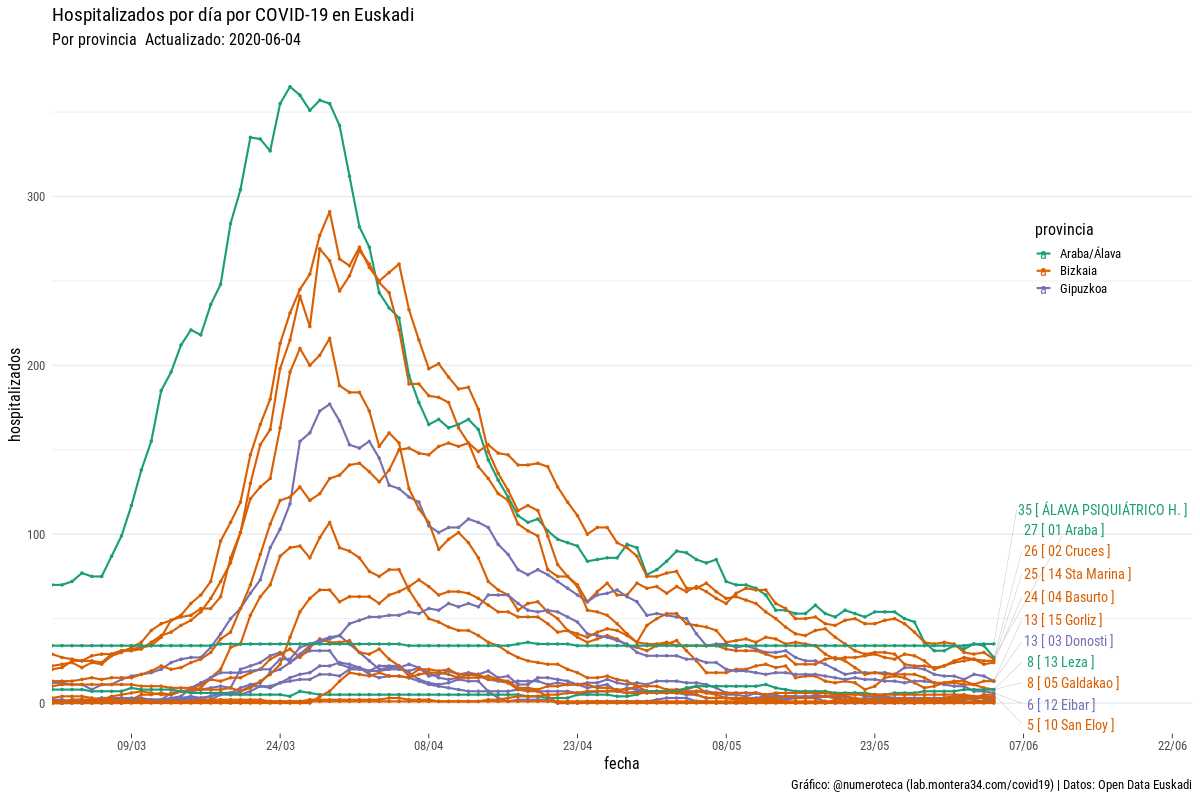 Hospitalizados por día por COVID-19 en Euskadi
Por provincia  Actualizado: 2020-06-04
hospitalizados
300
200
100
0
provincia
Araba/Álava
Bizkaia
Gipuzkoa
35 [ ÁLAVA PSIQUIÁTRICO H. ]
27 [ 01 Araba ]
26 [ 02 Cruces ]
25 [ 14 Sta Marina ]
24 [ 04 Basurto ]
13 [ 15 Gorliz ]
13 [ 03 Donosti ]
8 [ 13 Leza ]
8 [ 05 Galdakao ]
6 [ 12 Eibar ]
5 [ 10 San Eloy ]
09/03 24/03 08/04 23/04 08/05 23/05 07/06 22/06
fecha
Gráfico: @numeroteca (lab.montera34.com/covid19) | Datos: Open Data Euskadi